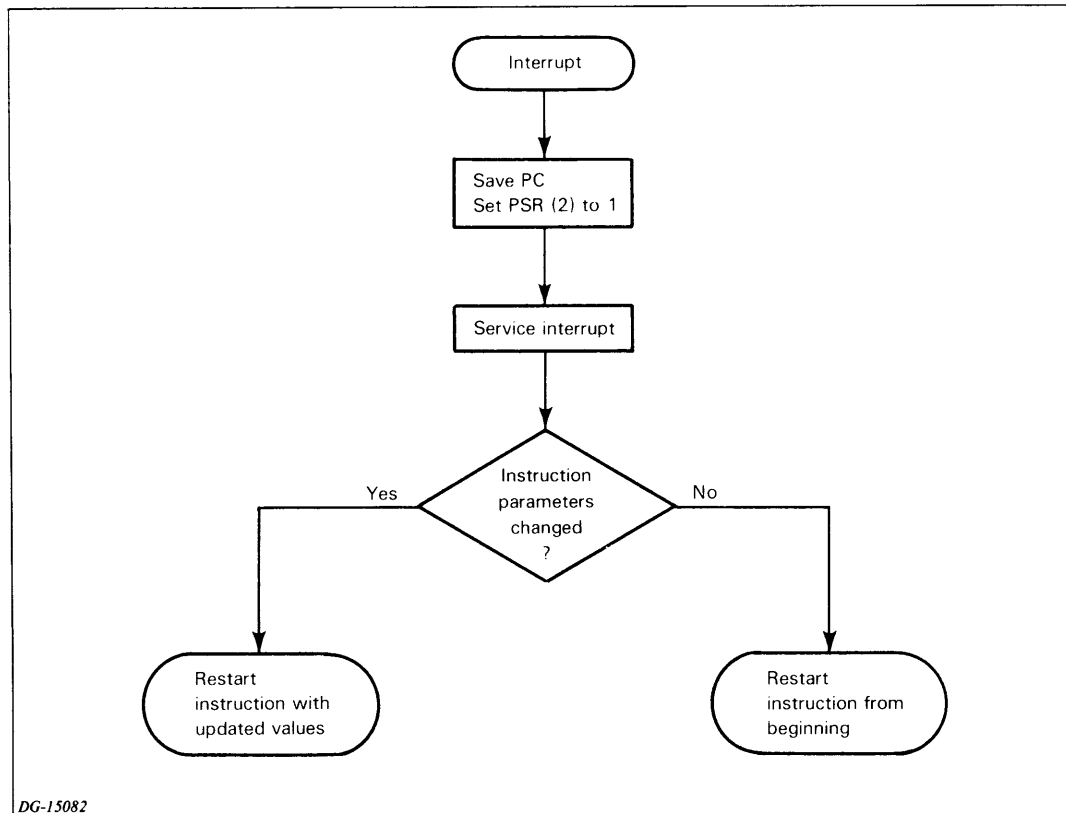 Interrupt
Save PC
Set PSR (2) to 1
Service interrupt
Instruction
parameters
changed
?
Yes
No
Restart
instruction with
updated values
Restart
instruction from
beginning
DG-15082